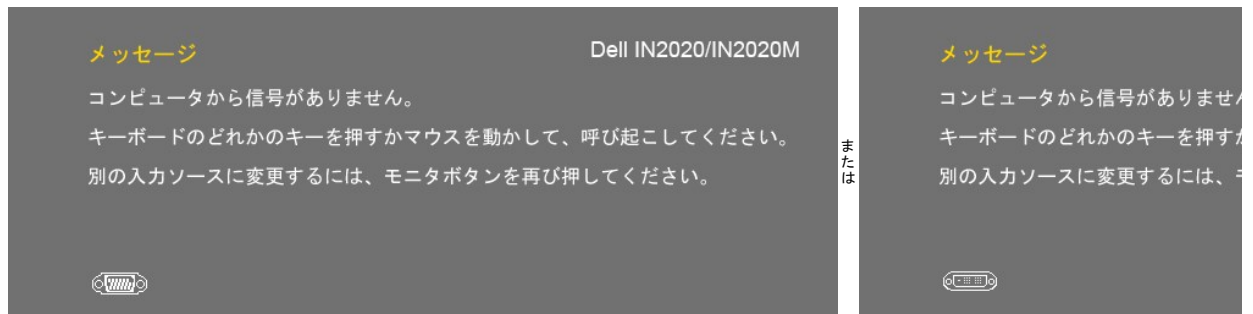 メッセージ
Dell IN2020/IN2020M
コンピュータから信号がありません。
キーボードのどれかのキーを押すかマウスを動かして、呼び起こしてください。
別の入力ソースに変更するには、モニタボタンを再び押してください。
または
メッセージ
コンピュータから信号がありませ
キーボードのどれかのキーを押す
別の入力ソースに変更するには、